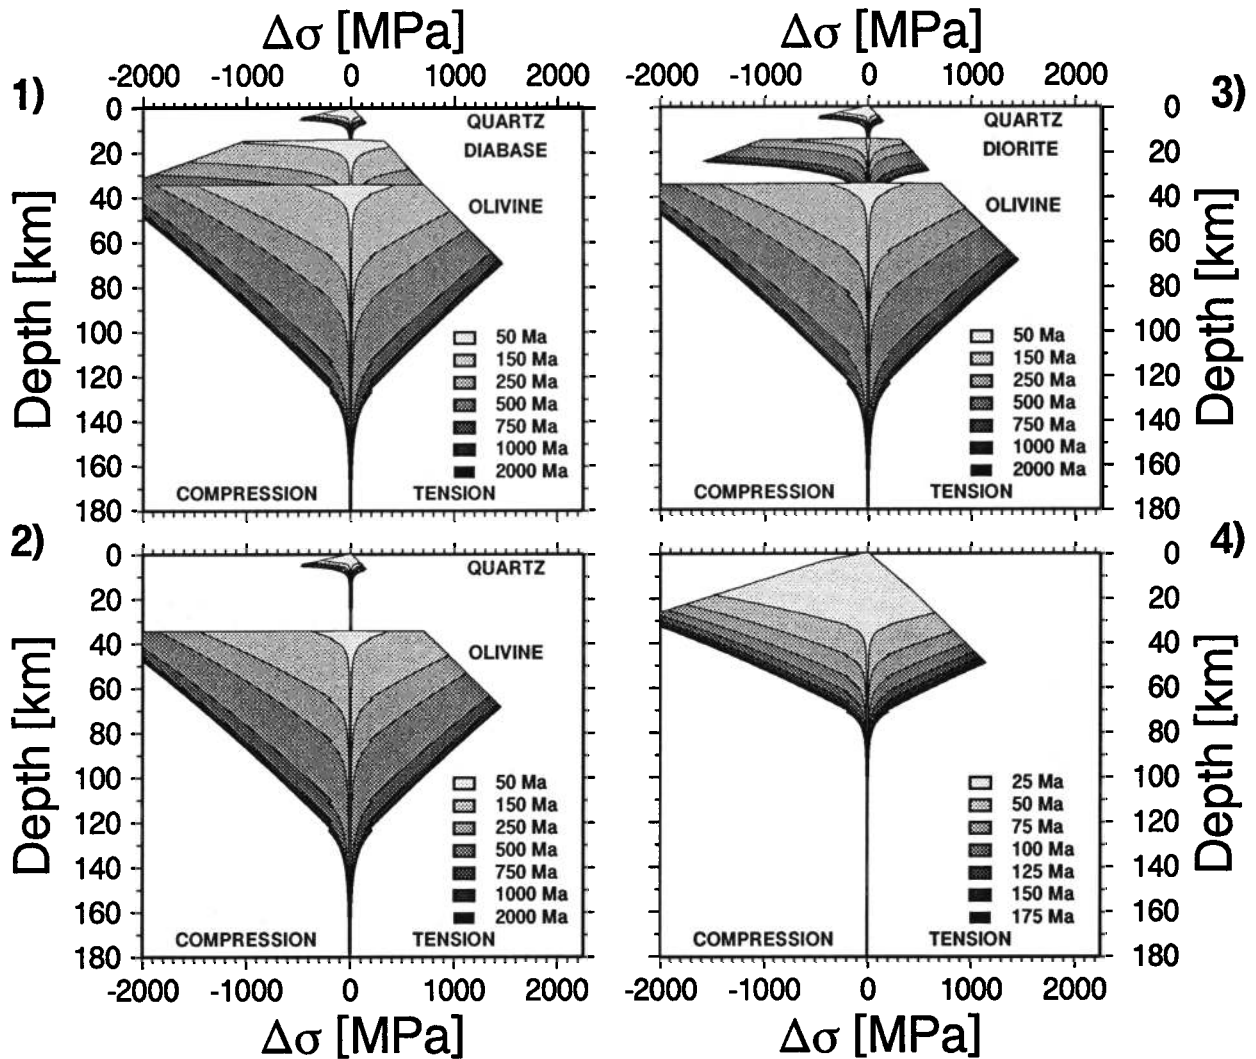 Δσ [MPa]
-2000 -1000 0 1000 2000
1)
Depth [km]
0
20
40
60
80
100
120
140
160
180
QUARTZ
DIABASE
OLIVINE
50 Ma
150 Ma
250 Ma
500 Ma
750 Ma
1000 Ma
2000 Ma
COMPRESSION TENSION
Δσ [MPa]
-2000 -1000 0 1000 2000
3)
QUARTZ
DIORITE
OLIVINE
50 Ma
150 Ma
250 Ma
500 Ma
750 Ma
1000 Ma
2000 Ma
COMPRESSION TENSION
0
20
40
60
80
100
120
140
160
180
Depth [km]
2)
Depth [km]
0
20
40
60
80
100
120
140
160
180
QUARTZ
OLIVINE
50 Ma
150 Ma
250 Ma
500 Ma
750 Ma
1000 Ma
2000 Ma
COMPRESSION TENSION
-2000 -1000 0 1000 2000
Δσ [MPa]
4)
25 Ma
50 Ma
75 Ma
100 Ma
125 Ma
150 Ma
175 Ma
COMPRESSION TENSION
0
20
40
60
80
100
120
140
160
180
Depth [km]
-2000 -1000 0 1000 2000
Δσ [MPa]